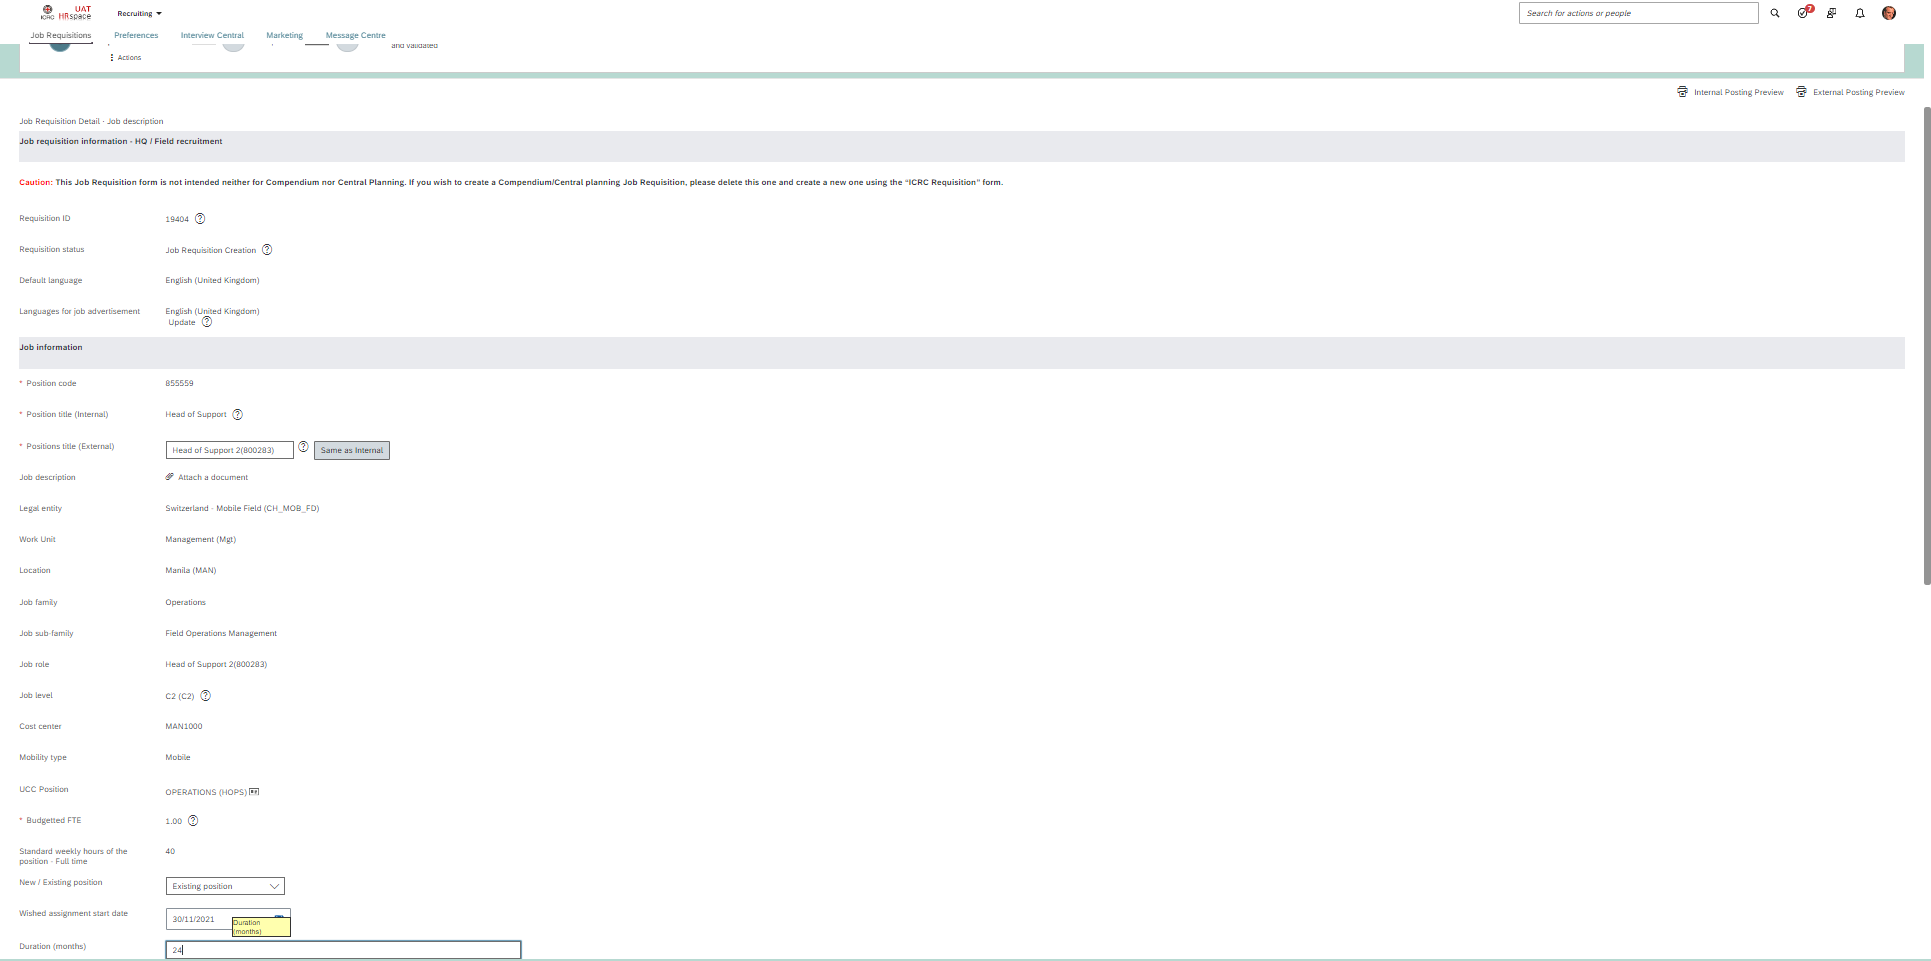 UAT
ICRC HRspace
Recruiting
Search for actions or people
7
Job Requisitions
Preferences
Interview Central
Marketing
Message Centre
and validated
Actions
Internal Posting Preview
External Posting Preview
Job Requisition Detail - Job description
Job requisition information - HQ / Field recruitment
Caution: This Job Requisition form is not intended neither for Compendium nor Central Planning. If you wish to create a Compendium/Central planning Job Requisition, please delete this one and create a new one using the "ICRC Requisition" form.
Requisition ID 19404
Requisition status Job Requisition Creation
Default language English (United Kingdom)
Languages for job advertisement English (United Kingdom)
Update
Job information
* Position code 855559
* Position title (Internal) Head of Support
* Positions title (External) Head of Support 2(800283) Same as Internal
Job description Attach a document
Legal entity Switzerland - Mobile Field (CH_MOB_FD)
Work Unit Management (Mgt)
Location Manila (MAN)
Job family Operations
Job sub-family Field Operations Management
Job role Head of Support 2(800283)
Job level C2 (C2)
Cost center MAN1000
Mobility type Mobile
UCC Position OPERATIONS (HOPS)
* Budgetted FTE 1.00
Standard weekly hours of the 40
position - Full time
New / Existing position Existing position
Wished assignment start date 30/11/2021
Duration
(months)
Duration (months) 24